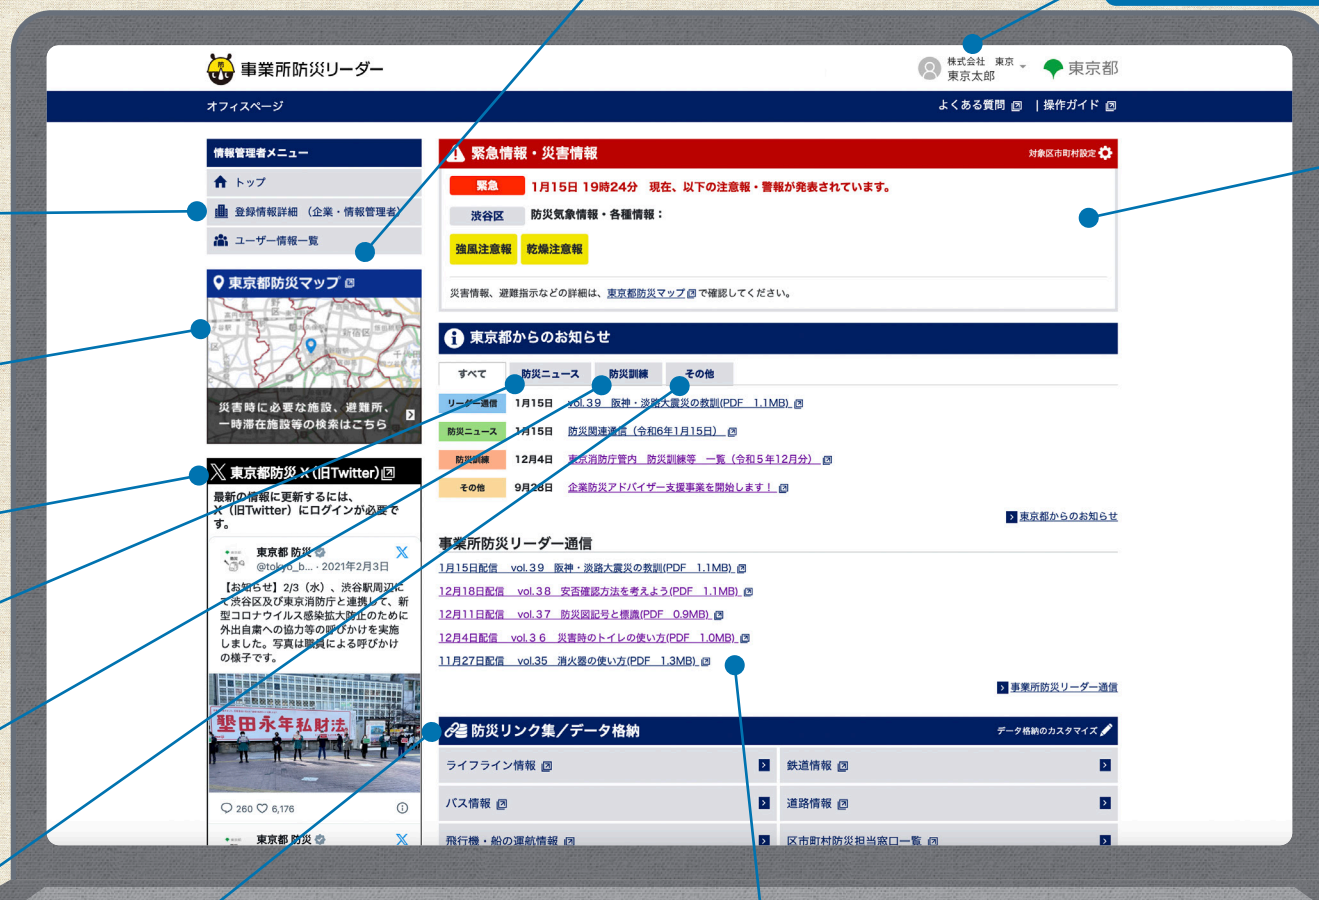 事業所防災リーダー
株式会社 東京
東京太郎
東京都
オフィスページ
よくある質問 | 操作ガイド
情報管理者メニュー
トップ
登録情報詳細 (企業・情報管理者)
ユーザー情報一覧
東京都防災マップ
新宿区
災害時に必要な施設、避難所、
一時滞在施設等の検索はこちら
東京都防災 X (旧Twitter)
最新の情報に更新するには、
X(旧Twitter)にログインが必要で
す。
東京都 防災
@tokyo_b... · 2021年2月3日
【お知らせ】2/3(水)、渋谷駅周辺に
て渋谷区及び東京消防庁と連携して、新
型コロナウイルス感染拡大防止のために
外出自粛への協力等の呼びかけを実施
しました。写真は職員による呼びかけ
の様子です。
墾田永年私財法
260 6,176
東京都 防災
緊急情報・災害情報
対象区市町村設定
緊急 1月15日 19時24分 現在、以下の注意報・警報が発表されています。
渋谷区 防災気象情報・各種情報：
強風注意報 乾燥注意報
災害情報、避難指示などの詳細は、東京都防災マップで確認してください。
東京都からのお知らせ
すべて 防災ニュース 防災訓練 その他
リーダー通信 1月15日 vol.39 阪神・淡路大震災の教訓(PDF 1.1MB)
防災ニュース 1月15日 防災関連通信(令和6年1月15日)
防災訓練 12月4日 東京消防庁管内 防災訓練等 一覧(令和5年12月分)
その他 9月28日 企業防災アドバイザー支援事業を開始します！
東京都からのお知らせ
事業所防災リーダー通信
1月15日配信 vol.39 阪神・淡路大震災の教訓(PDF 1.1MB)
12月18日配信 vol.38 安否確認方法を考えよう(PDF 1.1MB)
12月11日配信 vol.37 防災図記号と標識(PDF 0.9MB)
12月4日配信 vol.36 災害時のトイレの使い方(PDF 1.0MB)
11月27日配信 vol.35 消火器の使い方(PDF 1.3MB)
事業所防災リーダー通信
防災リンク集／データ格納
データ格納のカスタマイズ
ライフライン情報
鉄道情報
バス情報
道路情報
飛行機・船の運航情報
区市町村防災担当窓口一覧